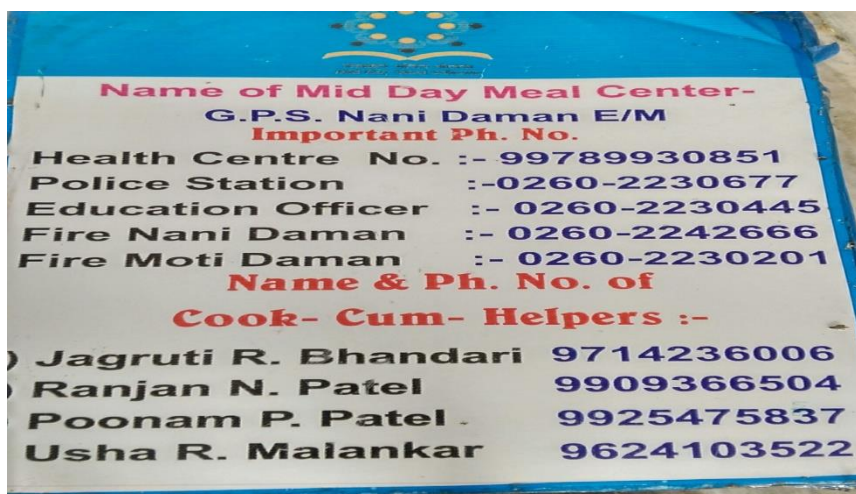 Name of Mid Day Meal Center-
G.P.S. Nani Daman E/M
Important Ph. No.
Health Centre No. :- 99789930851
Police Station :-0260-2230677
Education Officer :- 0260-2230445
Fire Nani Daman :- 0260-2242666
Fire Moti Daman :- 0260-2230201
Name & Ph. No. of
Cook- Cum- Helpers :-
) Jagruti R. Bhandari 9714236006
) Ranjan N. Patel 9909366504
Poonam P. Patel 9925475837
Usha R. Malankar 9624103522